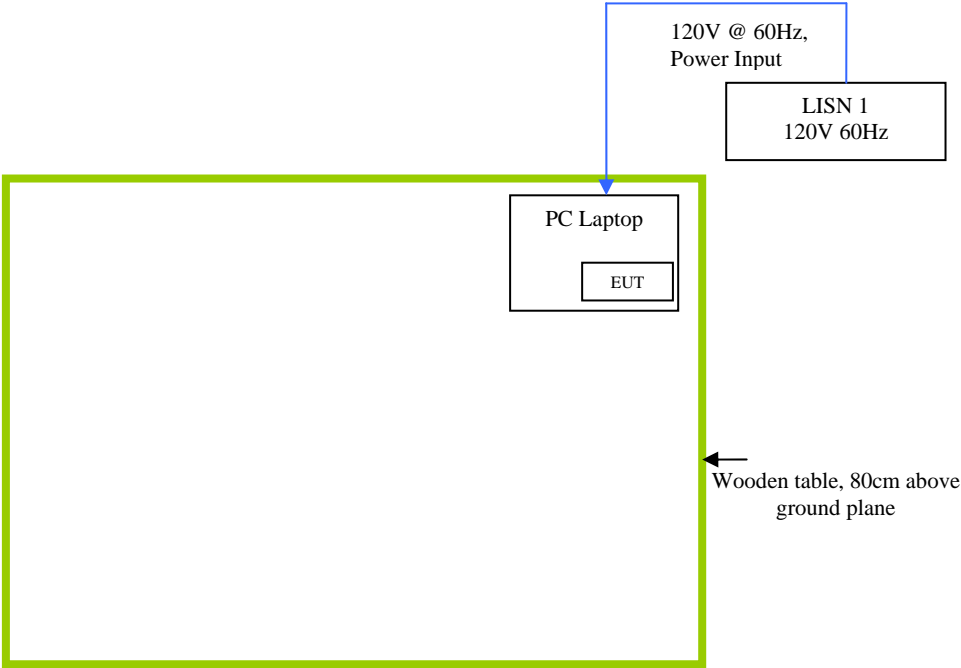 120V @ 60Hz,
Power Input
LISN 1
120V 60Hz
PC Laptop
EUT
Wooden table, 80cm above
ground plane